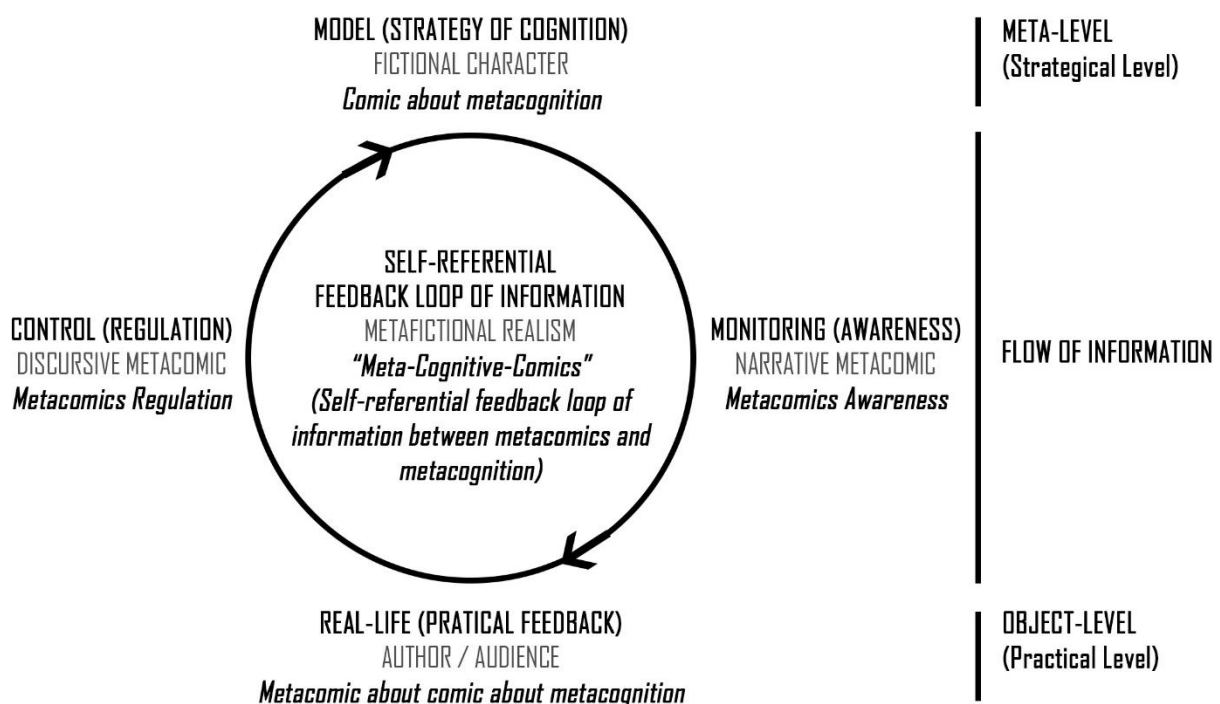 MODEL (STRATEGY OF COGNITION)
FICTIONAL CHARACTER
Comic about metacognition
META-LEVEL
(Strategical Level)
SELF-REFERENTIAL
FEEDBACK LOOP OF INFORMATION
METAFICTIONAL REALISM
“Meta-Cognitive-Comics”
(Self-referential feedback loop of
information between metacomics and
metacognition)
CONTROL (REGULATION)
DISCURSIVE METACOMIC
Metacomics Regulation
MONITORING (AWARENESS)
NARRATIVE METACOMIC
Metacomics Awareness
FLOW OF INFORMATION
REAL-LIFE (PRATICAL FEEDBACK)
AUTHOR / AUDIENCE
Metacomic about comic about metacognition
OBJECT-LEVEL
(Practical Level)